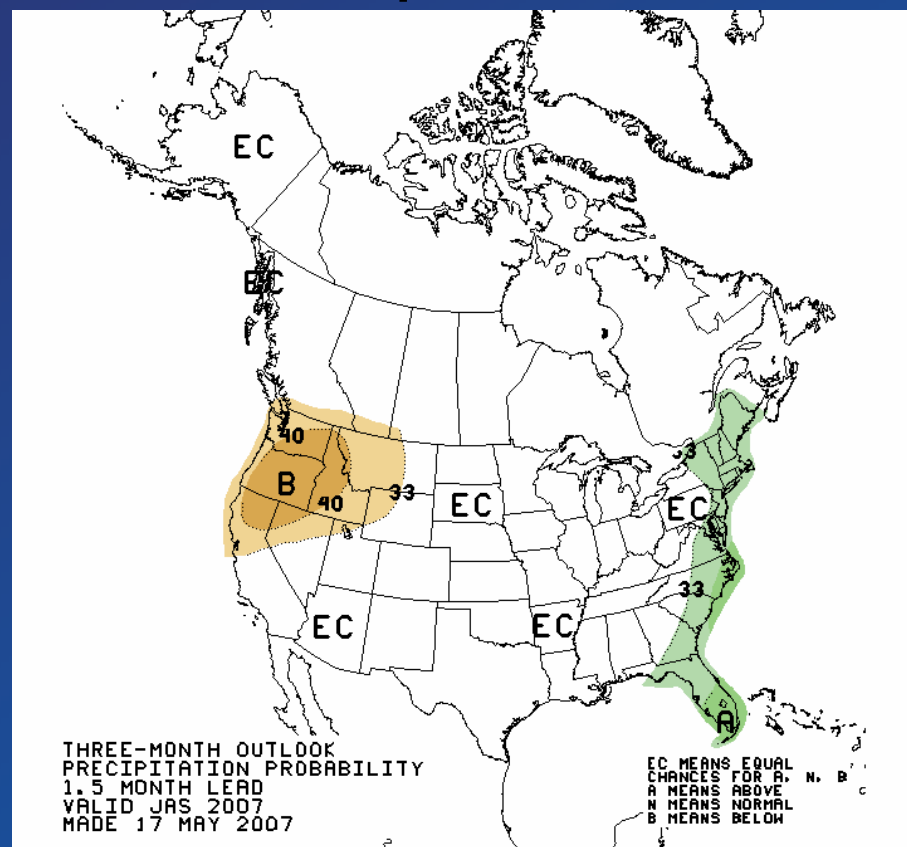 EC
EC
40
B
40
33
EC
33
EC
33
EC
EC
A
THREE-MONTH OUTLOOK
PRECIPITATION PROBABILITY
1.5 MONTH LEAD
VALID JAS 2007
MADE 17 MAY 2007
EC MEANS EQUAL
CHANCES FOR A, N, B
A MEANS ABOVE
N MEANS NORMAL
B MEANS BELOW